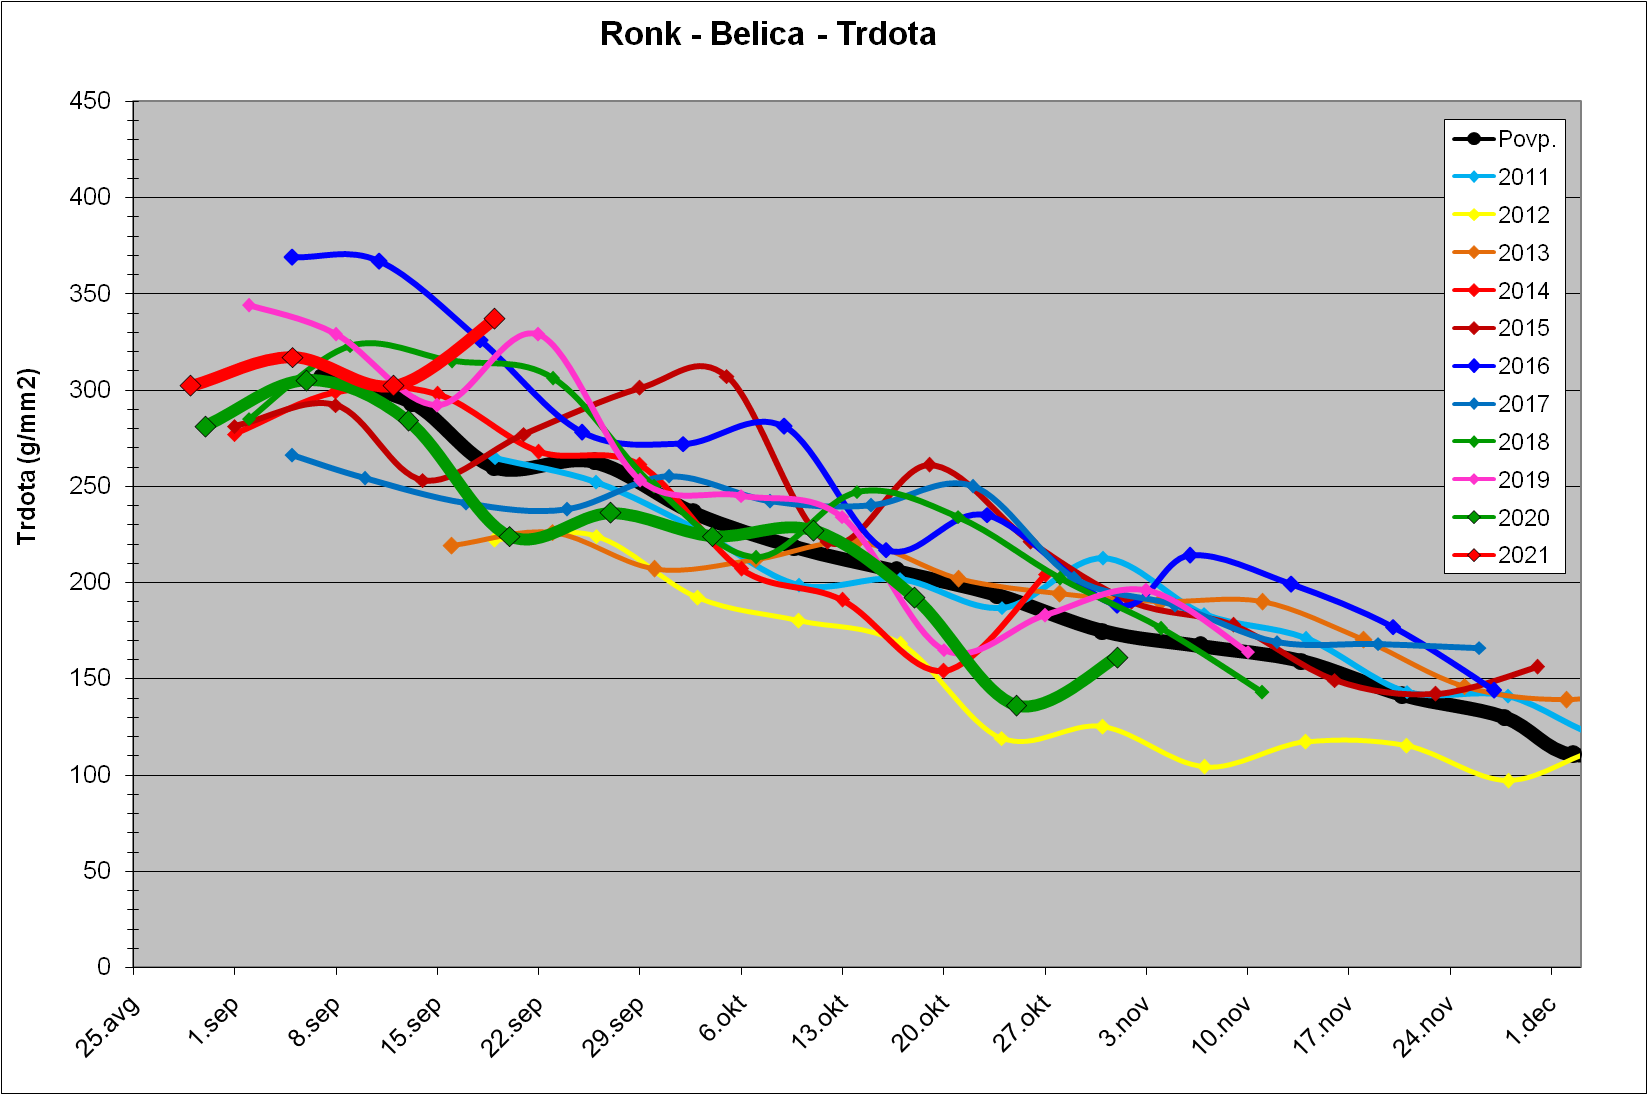 Ronk - Belica - Trdota
Trdota (g/mm2)
450
400
350
300
250
200
150
100
50
0
25.avg
1.sep
8.sep
15.sep
22.sep
29.sep
6.okt
13.okt
20.okt
27.okt
3.nov
10.nov
17.nov
24.nov
1.dec
Povp.
2011
2012
2013
2014
2015
2016
2017
2018
2019
2020
2021